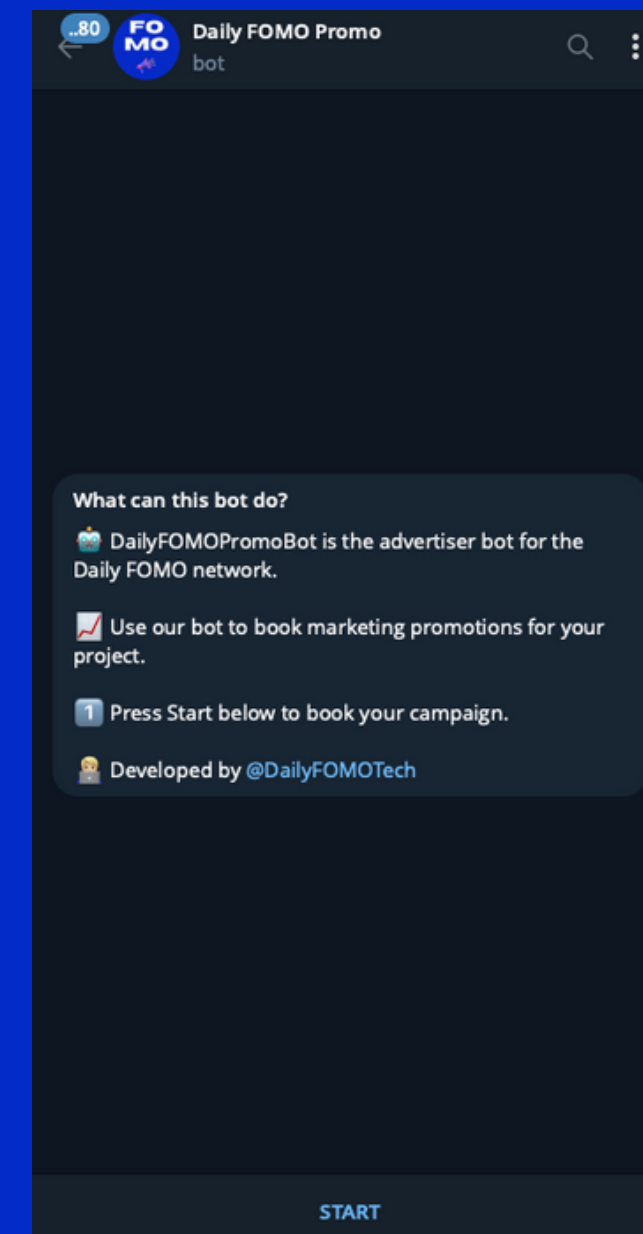 ..80
FO
MO
Daily FOMO Promo
bot
What can this bot do?
🤖 DailyFOMOPromoBot is the advertiser bot for the
Daily FOMO network.
📈 Use our bot to book marketing promotions for your
project.
1️⃣ Press Start below to book your campaign.
🧑🏼‍💻 Developed by @DailyFOMOTech
START